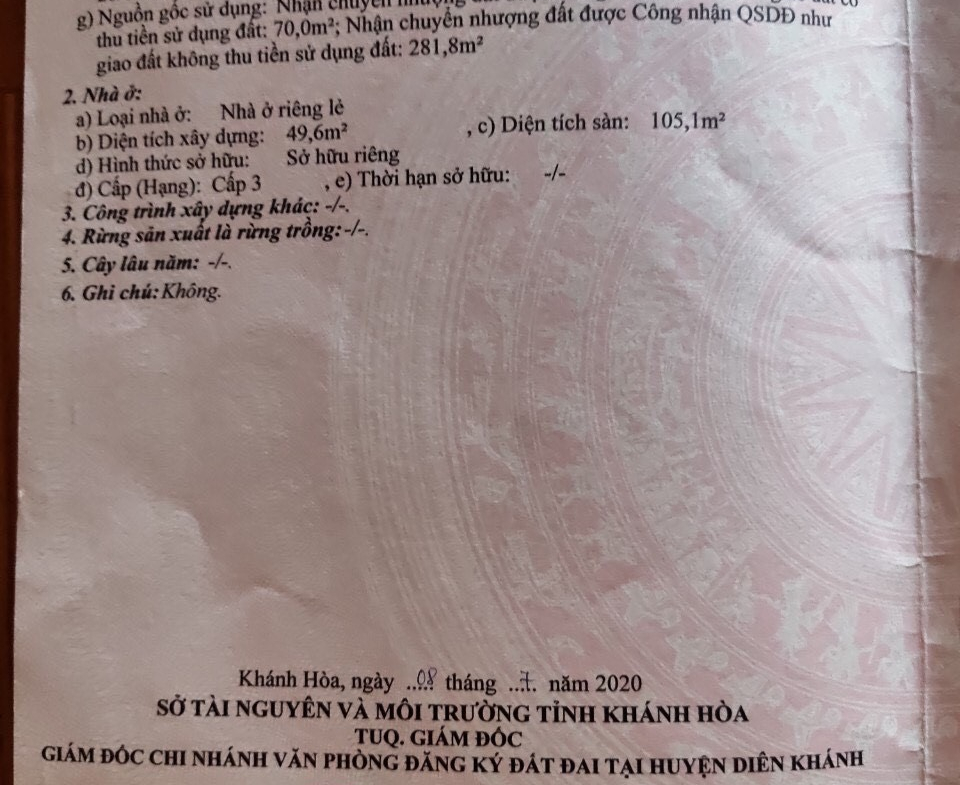 g) Nguồn gốc sử dụng: Nhận chuyển nhượng đất
thu tiền sử dụng đất: 70,0m²; Nhận chuyển nhượng đất được Công nhận QSDĐ như
giao đất không thu tiền sử dụng đất: 281,8m²
2. Nhà ở:
a) Loại nhà ở: Nhà ở riêng lẻ
b) Diện tích xây dựng: 49,6m² , c) Diện tích sàn: 105,1m²
d) Hình thức sở hữu: Sở hữu riêng
đ) Cấp (Hạng): Cấp 3 , e) Thời hạn sở hữu: -/-
3. Công trình xây dựng khác: -/-.
4. Rừng sản xuất là rừng trồng: -/-.
5. Cây lâu năm: -/-.
6. Ghi chú: Không.
Khánh Hòa, ngày ..08.. tháng ..7.. năm 2020
SỞ TÀI NGUYÊN VÀ MÔI TRƯỜNG TỈNH KHÁNH HÒA
TUQ. GIÁM ĐỐC
GIÁM ĐỐC CHI NHÁNH VĂN PHÒNG ĐĂNG KÝ ĐẤT ĐAI TẠI HUYỆN DIÊN KHÁNH